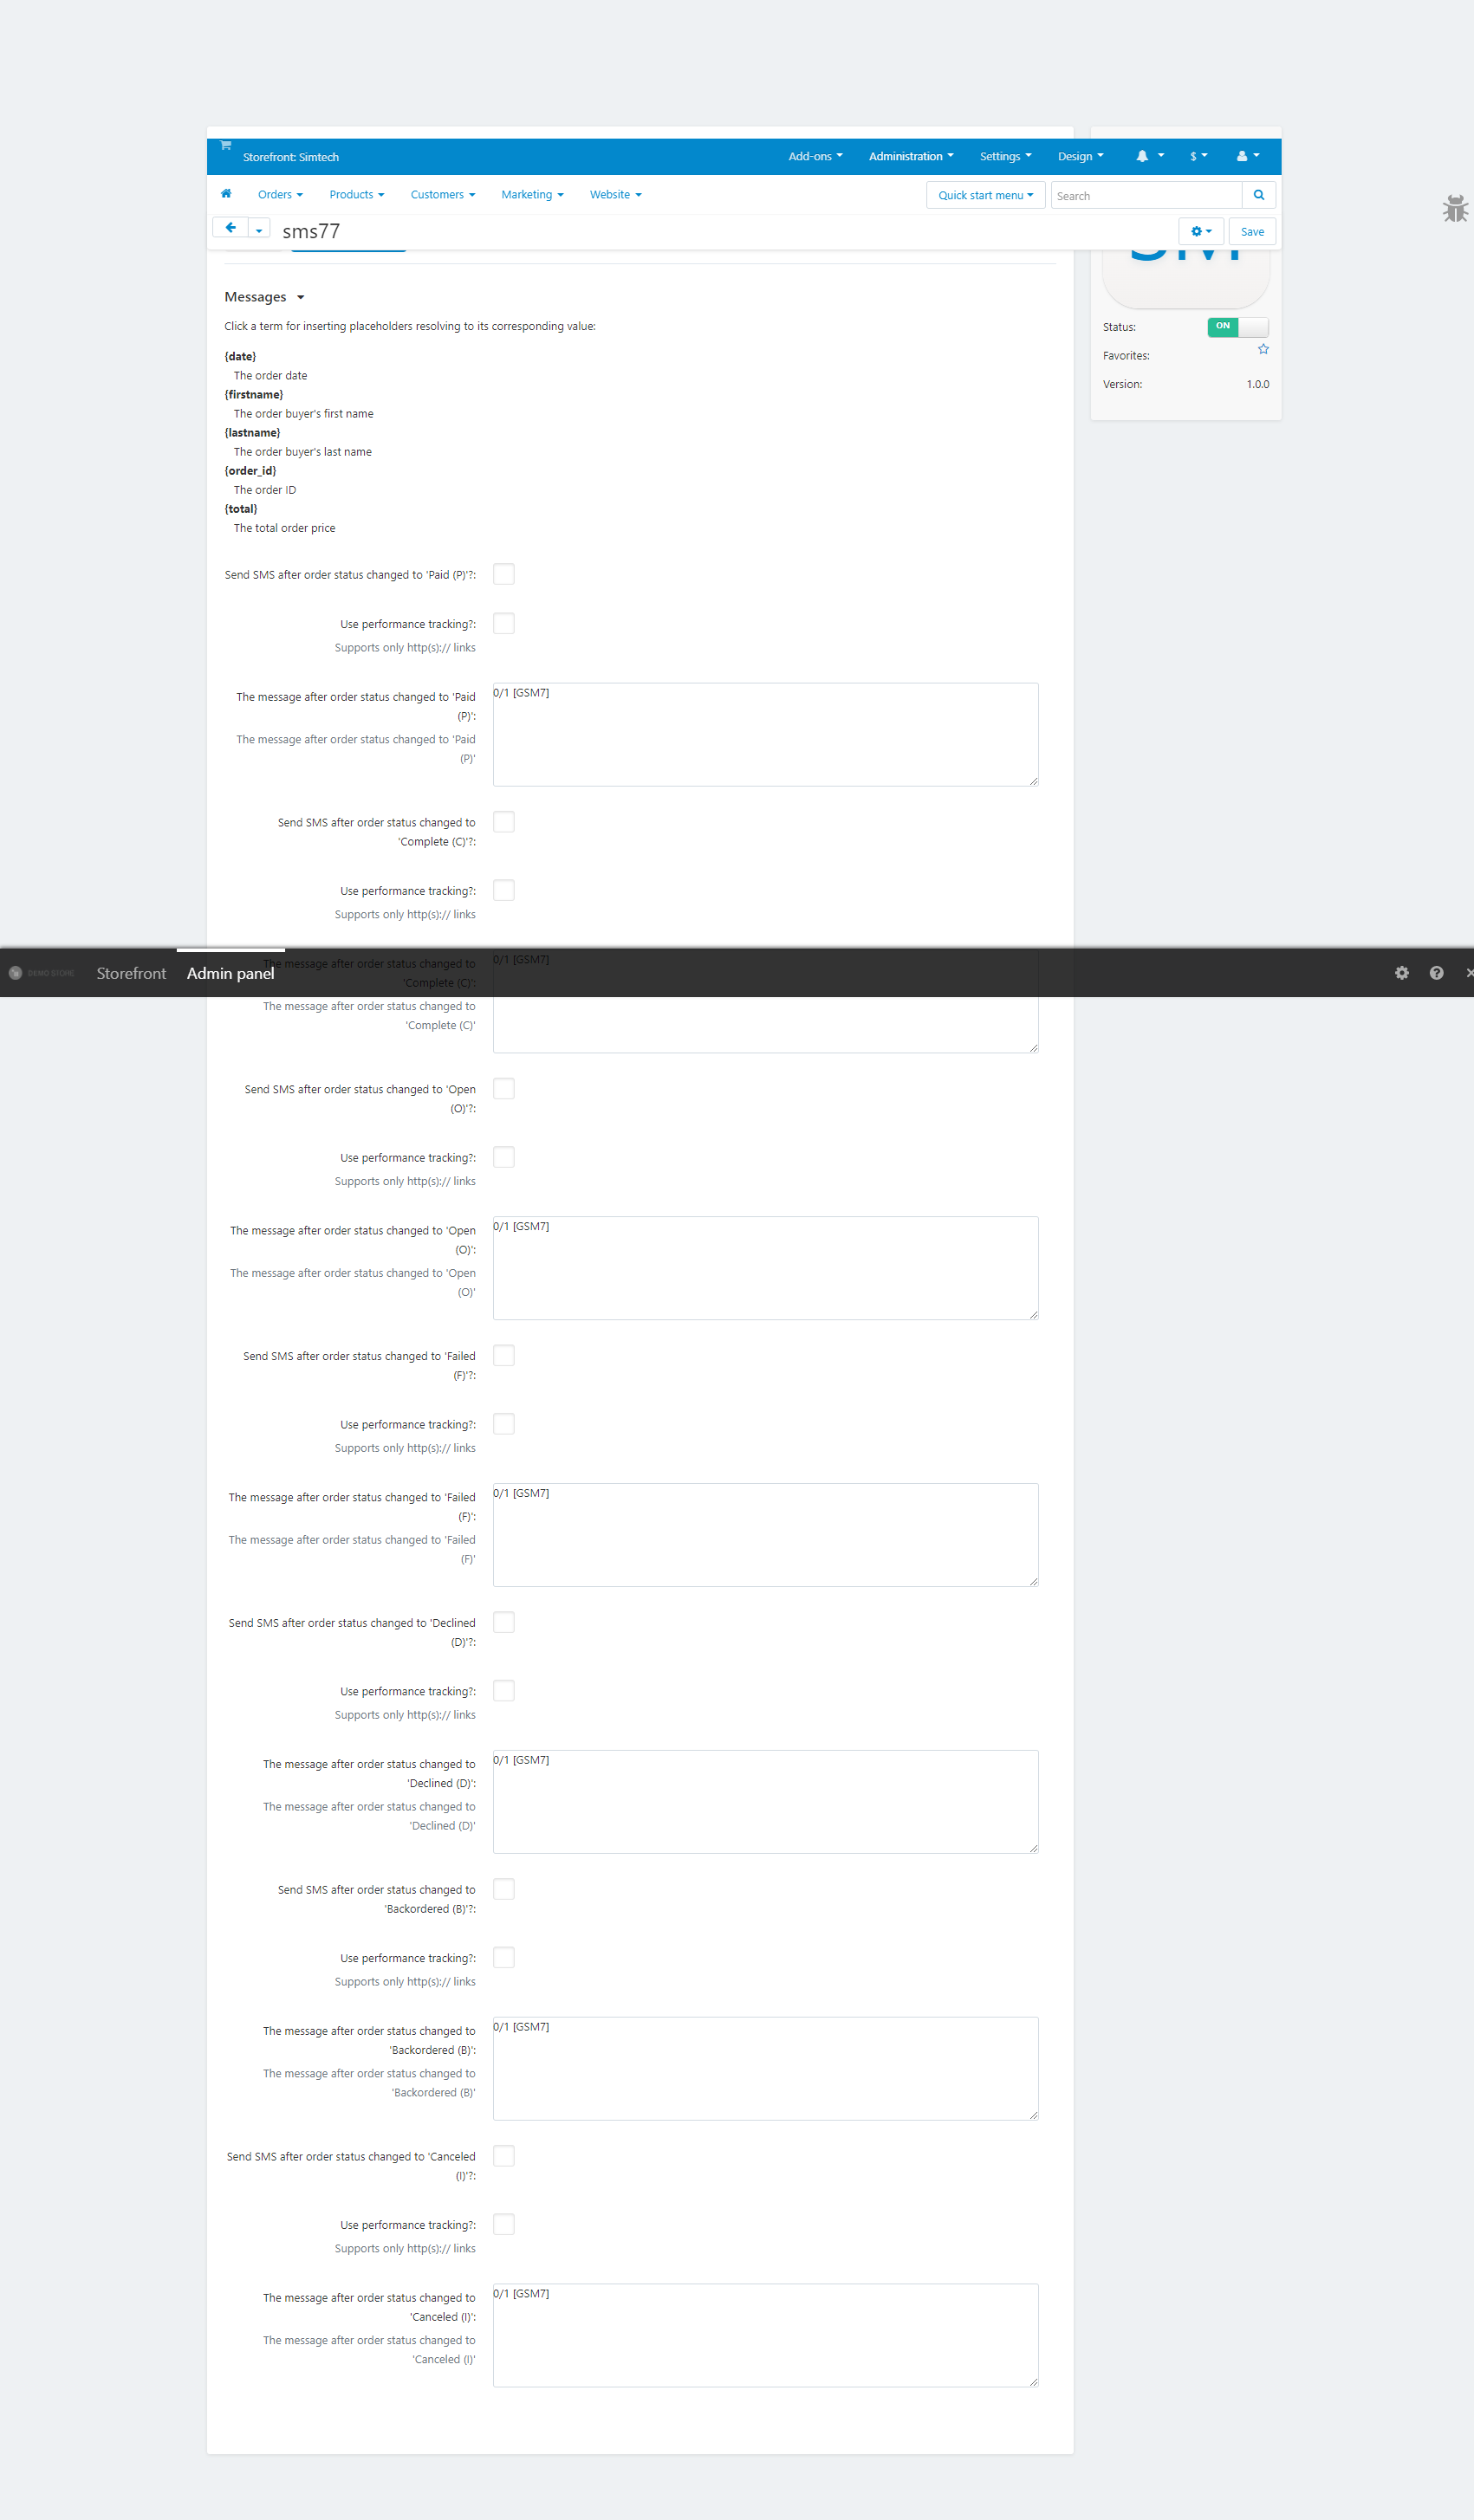 Storefront: Simtech
Add-ons
Administration
Settings
Design
$
Orders
Products
Customers
Marketing
Website
Quick start menu
Search
sms77
Save
SM
Messages
Click a term for inserting placeholders resolving to its corresponding value:
{date}
The order date
{firstname}
The order buyer's first name
{lastname}
The order buyer's last name
{order_id}
The order ID
{total}
The total order price
Status:
ON
Favorites:
Version:
1.0.0
Send SMS after order status changed to 'Paid (P)'?:
Use performance tracking?:
Supports only http(s):// links
The message after order status changed to 'Paid
(P)':
The message after order status changed to 'Paid
(P)'
0/1 [GSM7]
Send SMS after order status changed to
'Complete (C)'?:
Use performance tracking?:
Supports only http(s):// links
The message after order status changed to
'Complete (C)':
The message after order status changed to
'Complete (C)'
0/1 [GSM7]
DEMO STORE
Storefront
Admin panel
Send SMS after order status changed to 'Open
(O)'?:
Use performance tracking?:
Supports only http(s):// links
The message after order status changed to 'Open
(O)':
The message after order status changed to 'Open
(O)'
0/1 [GSM7]
Send SMS after order status changed to 'Failed
(F)'?:
Use performance tracking?:
Supports only http(s):// links
The message after order status changed to 'Failed
(F)':
The message after order status changed to 'Failed
(F)'
0/1 [GSM7]
Send SMS after order status changed to 'Declined
(D)'?:
Use performance tracking?:
Supports only http(s):// links
The message after order status changed to
'Declined (D)':
The message after order status changed to
'Declined (D)'
0/1 [GSM7]
Send SMS after order status changed to
'Backordered (B)'?:
Use performance tracking?:
Supports only http(s):// links
The message after order status changed to
'Backordered (B)':
The message after order status changed to
'Backordered (B)'
0/1 [GSM7]
Send SMS after order status changed to 'Canceled
(I)'?:
Use performance tracking?:
Supports only http(s):// links
The message after order status changed to
'Canceled (I)':
The message after order status changed to
'Canceled (I)'
0/1 [GSM7]